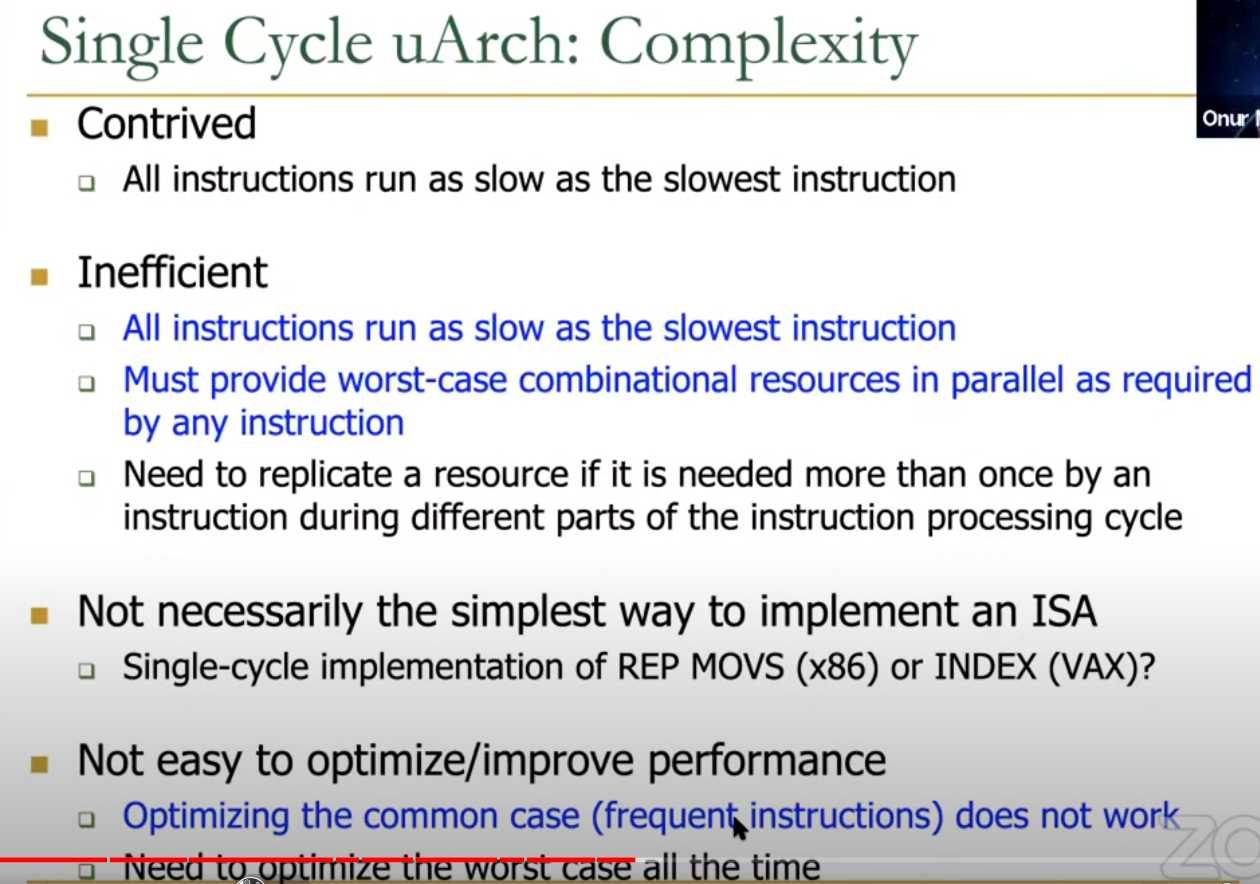 Single Cycle uArch: Complexity
Onur
Contrived
All instructions run as slow as the slowest instruction
Inefficient
All instructions run as slow as the slowest instruction
Must provide worst-case combinational resources in parallel as required
by any instruction
Need to replicate a resource if it is needed more than once by an
instruction during different parts of the instruction processing cycle
Not necessarily the simplest way to implement an ISA
Single-cycle implementation of REP MOVS (x86) or INDEX (VAX)?
Not easy to optimize/improve performance
Optimizing the common case (frequent instructions) does not work
Need to optimize the worst case all the time